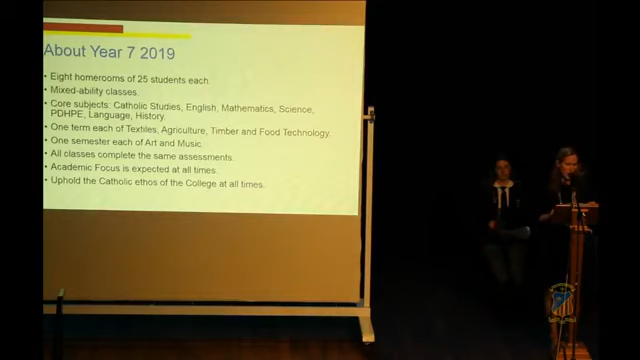 About Year 7 2019
• Eight homerooms of 25 students each.
• Mixed-ability classes.
• Core subjects: Catholic Studies, English, Mathematics, Science,
PDHPE, Language, History.
• One term each of Textiles, Agriculture, Timber and Food Technology.
• One semester each of Art and Music.
• All classes complete the same assessments.
• Academic Focus is expected at all times.
• Uphold the Catholic ethos of the College at all times.